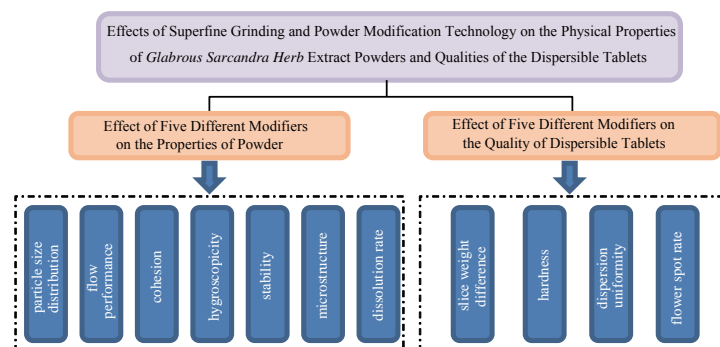 Effects of Superfine Grinding and Powder Modification Technology on the Physical Properties
of Glabrous Sarcandra Herb Extract Powders and Qualities of the Dispersible Tablets
Effect of Five Different Modifiers
on the Properties of Powder
Effect of Five Different Modifiers on
the Quality of Dispersible Tablets
particle size
distribution
flow
performance
cohesion
hygroscopicity
stability
microstructure
dissolution rate
slice weight
difference
hardness
dispersion
uniformity
flower spot rate